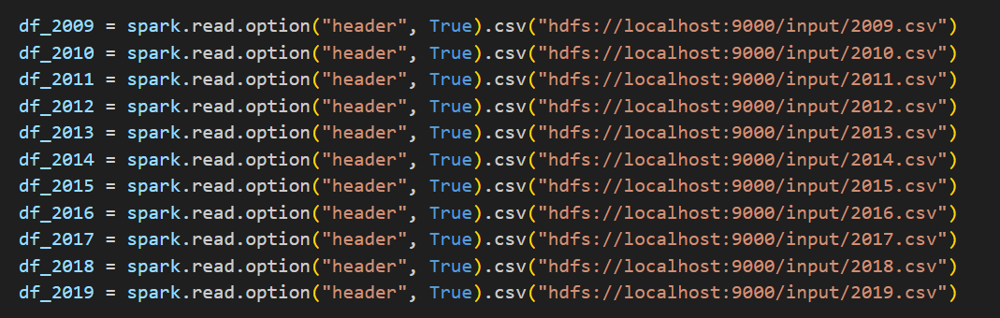 df_2009 = spark.read.option("header", True).csv("hdfs://localhost:9000/input/2009.csv")
df_2010 = spark.read.option("header", True).csv("hdfs://localhost:9000/input/2010.csv")
df_2011 = spark.read.option("header", True).csv("hdfs://localhost:9000/input/2011.csv")
df_2012 = spark.read.option("header", True).csv("hdfs://localhost:9000/input/2012.csv")
df_2013 = spark.read.option("header", True).csv("hdfs://localhost:9000/input/2013.csv")
df_2014 = spark.read.option("header", True).csv("hdfs://localhost:9000/input/2014.csv")
df_2015 = spark.read.option("header", True).csv("hdfs://localhost:9000/input/2015.csv")
df_2016 = spark.read.option("header", True).csv("hdfs://localhost:9000/input/2016.csv")
df_2017 = spark.read.option("header", True).csv("hdfs://localhost:9000/input/2017.csv")
df_2018 = spark.read.option("header", True).csv("hdfs://localhost:9000/input/2018.csv")
df_2019 = spark.read.option("header", True).csv("hdfs://localhost:9000/input/2019.csv")